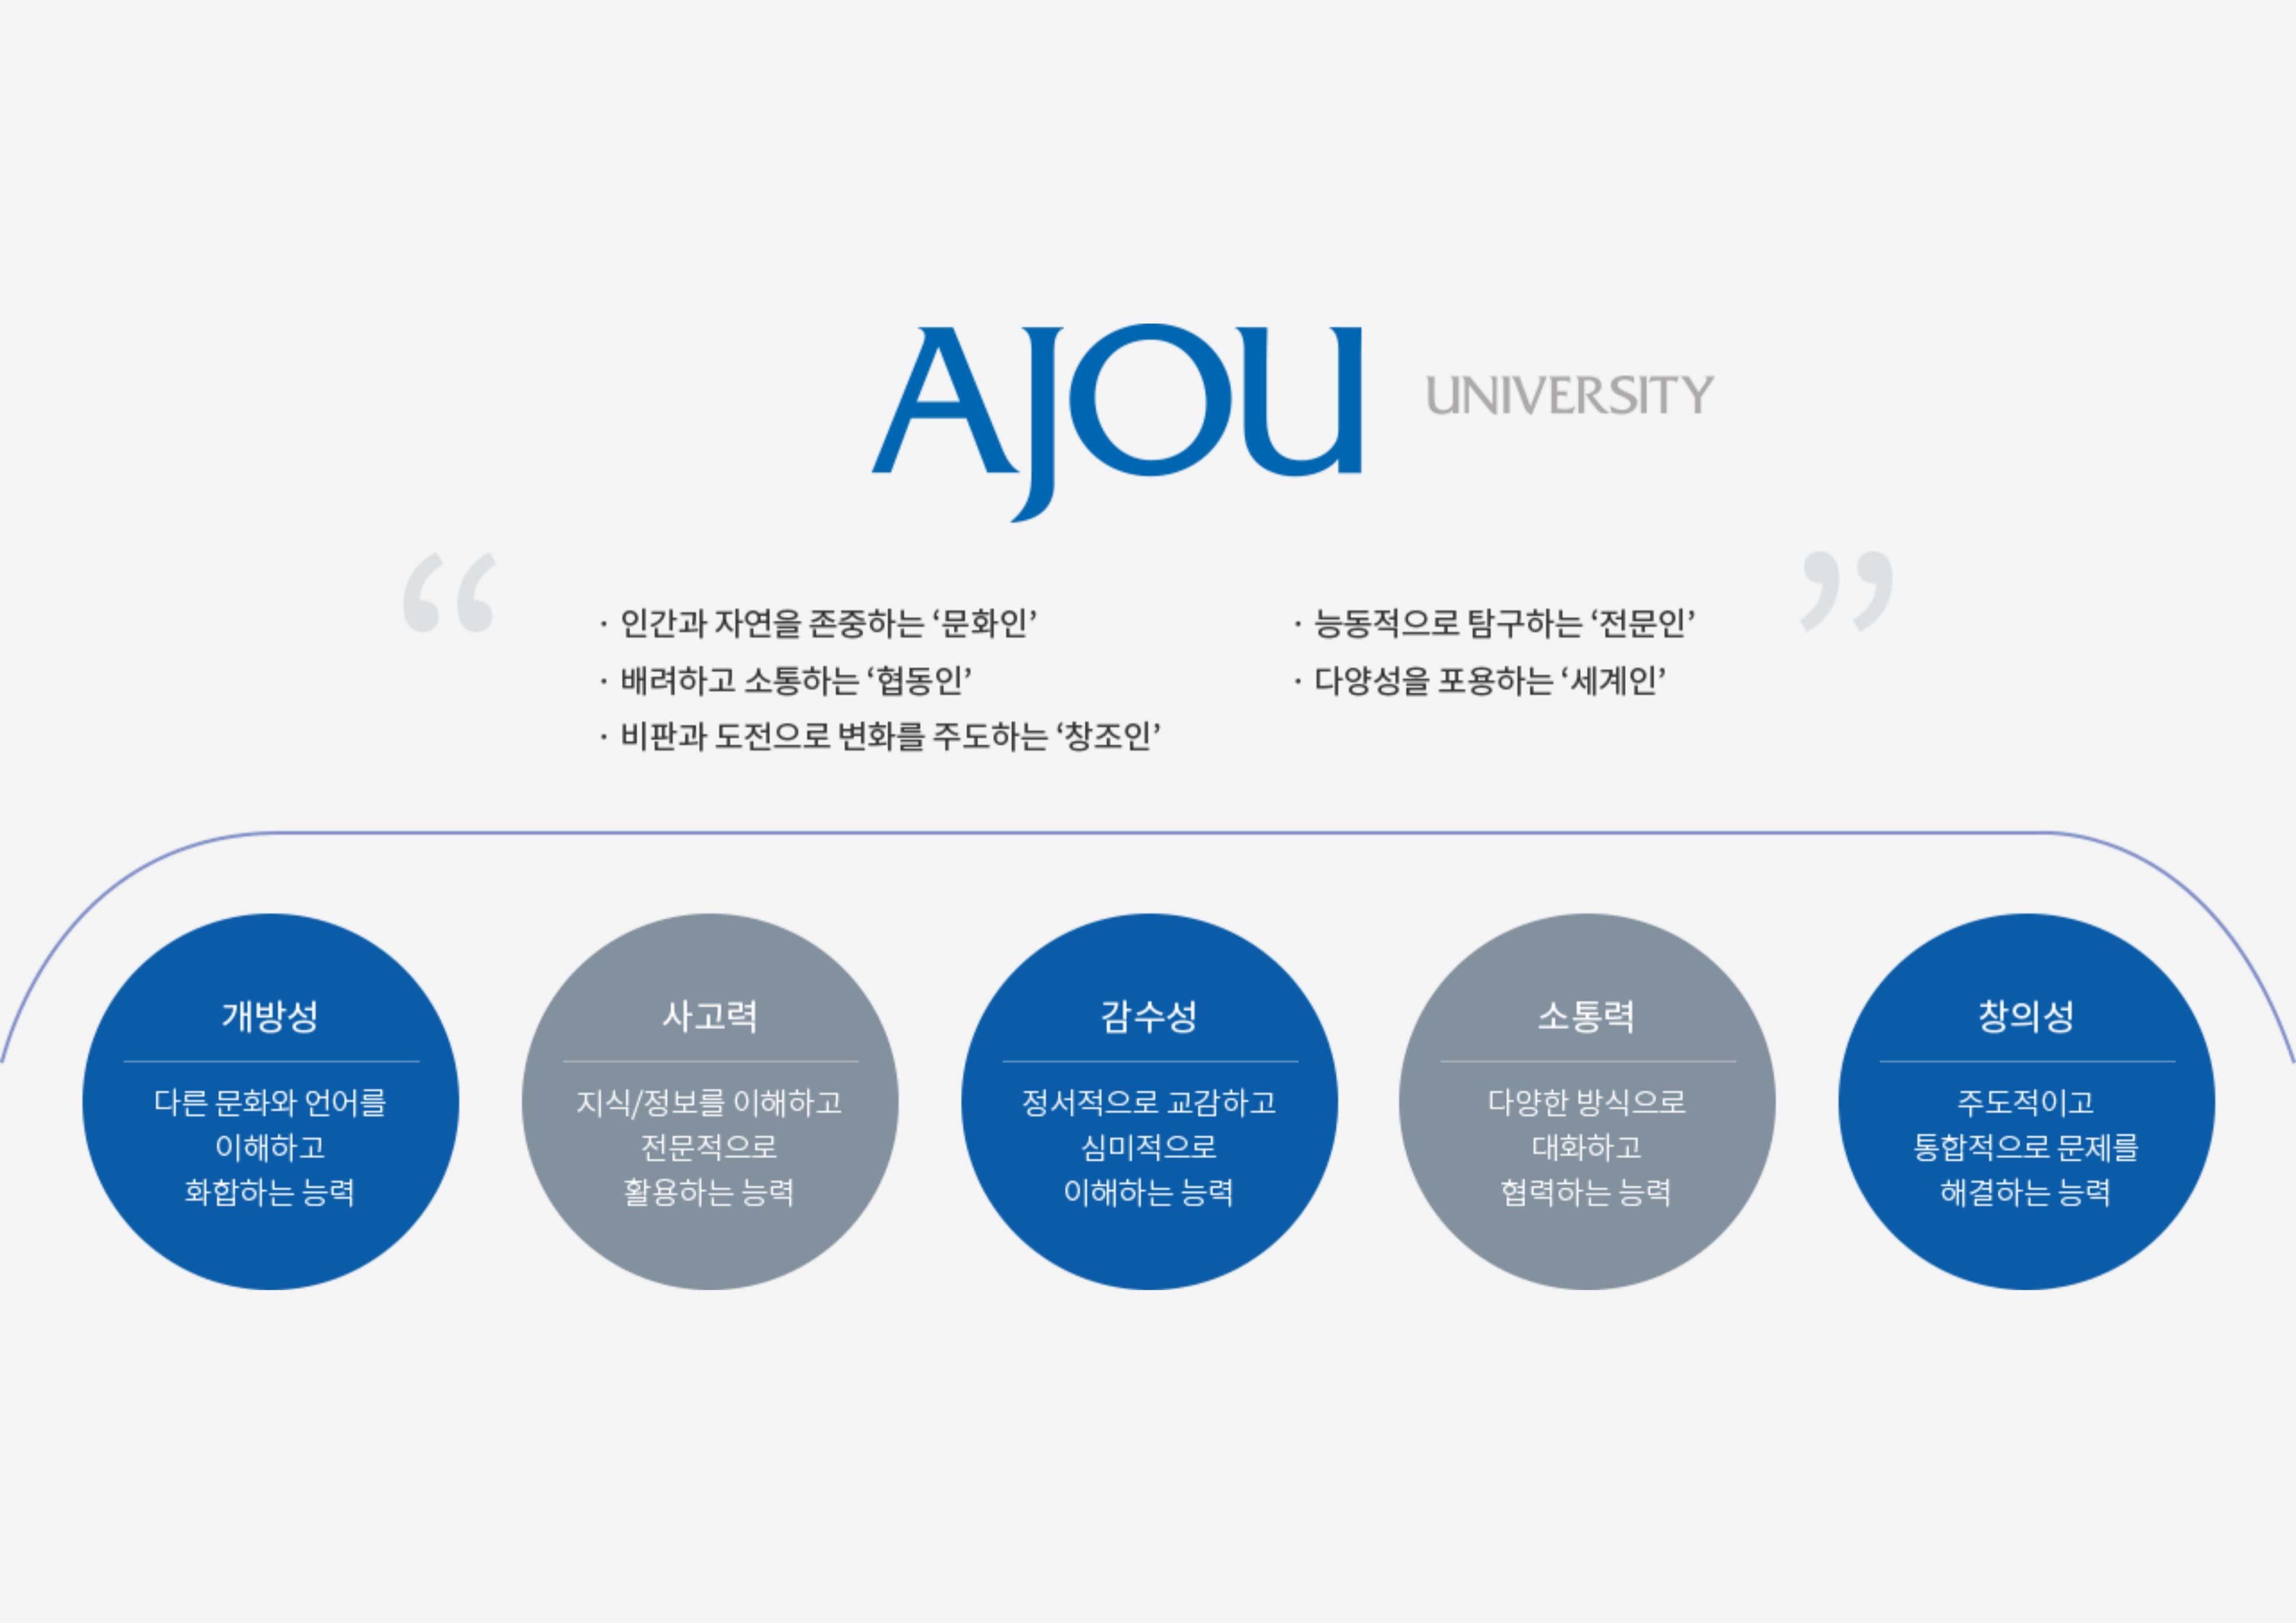 AJOU UNIVERSITY
“ ”
· 인간과 자연을 존중하는 ‘문화인’
· 배려하고 소통하는 ‘협동인’
· 비판과 도전으로 변화를 주도하는 ‘창조인’
· 능동적으로 탐구하는 ‘전문인’
· 다양성을 포용하는 ‘세계인’
개방성
다른 문화와 언어를
이해하고
화합하는 능력
사고력
지식/정보를 이해하고
전문적으로
활용하는 능력
감수성
정서적으로 교감하고
심미적으로
이해하는 능력
소통력
다양한 방식으로
대화하고
협력하는 능력
창의성
주도적이고
통합적으로 문제를
해결하는 능력